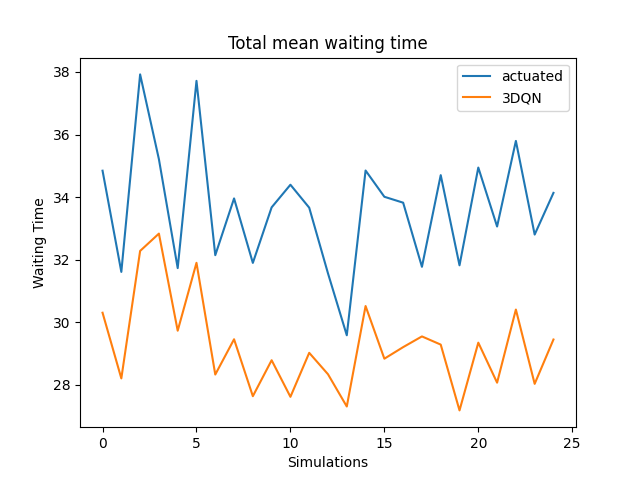 Total mean waiting time
actuated
3DQN
Waiting Time
38
36
34
32
30
28
0 5 10 15 20 25
Simulations